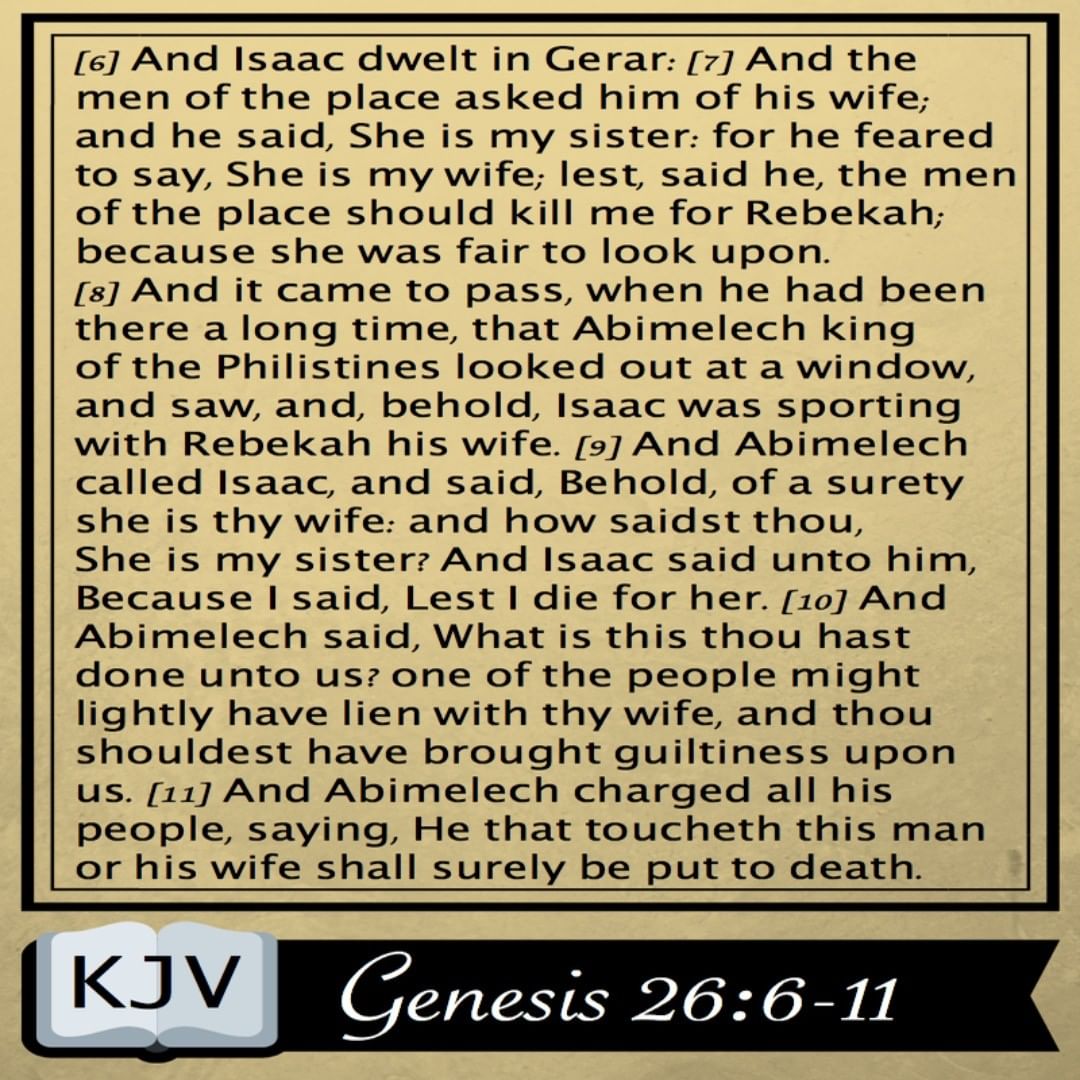 [6] And Isaac dwelt in Gerar: [7] And the
men of the place asked him of his wife;
and he said, She is my sister: for he feared
to say, She is my wife; lest, said he, the men
of the place should kill me for Rebekah;
because she was fair to look upon.
[8] And it came to pass, when he had been
there a long time, that Abimelech king
of the Philistines looked out at a window,
and saw, and, behold, Isaac was sporting
with Rebekah his wife. [9] And Abimelech
called Isaac, and said, Behold, of a surety
she is thy wife: and how saidst thou,
She is my sister? And Isaac said unto him,
Because I said, Lest I die for her. [10] And
Abimelech said, What is this thou hast
done unto us? one of the people might
lightly have lien with thy wife, and thou
shouldest have brought guiltiness upon
us. [11] And Abimelech charged all his
people, saying, He that toucheth this man
or his wife shall surely be put to death.
KJV
Genesis 26:6-11